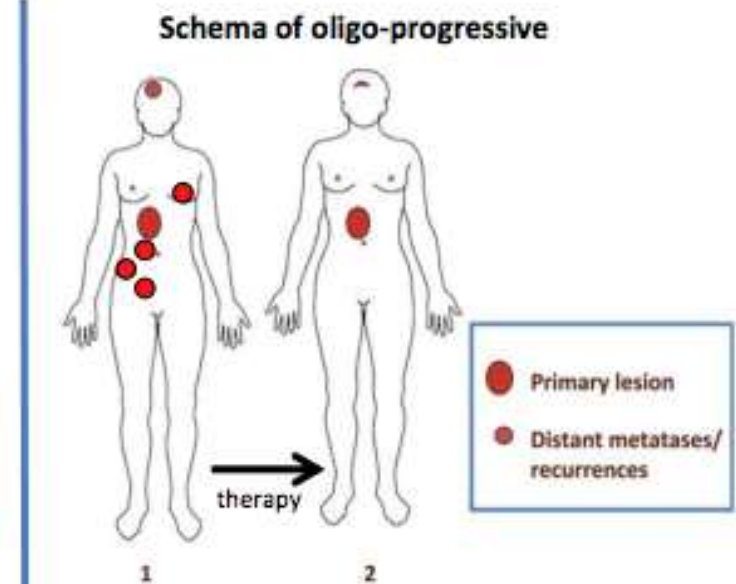 Schema of oligo-progressive
Primary lesion
Distant metatases/
recurrences
therapy
1
2